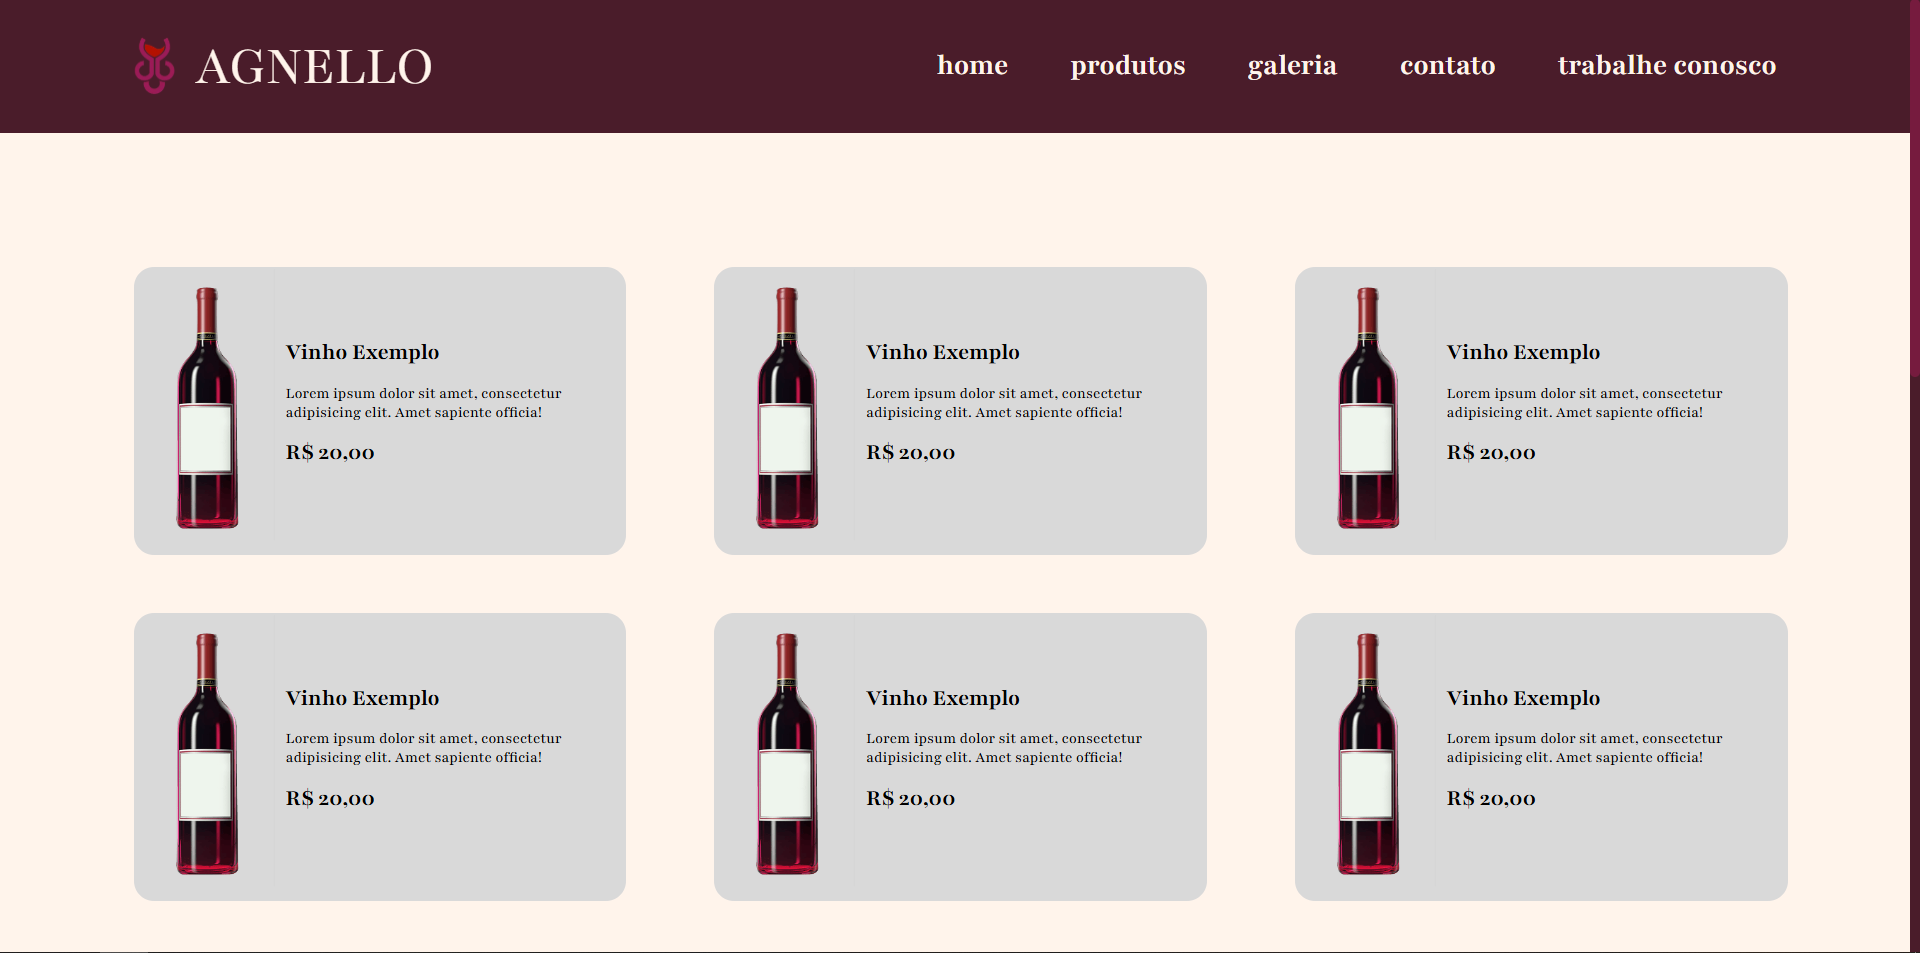 AGNELLO
home produtos galeria contato trabalhe conosco
Vinho Exemplo
Lorem ipsum dolor sit amet, consectetur
adipisicing elit. Amet sapiente officia!
R$ 20,00
Vinho Exemplo
Lorem ipsum dolor sit amet, consectetur
adipisicing elit. Amet sapiente officia!
R$ 20,00
Vinho Exemplo
Lorem ipsum dolor sit amet, consectetur
adipisicing elit. Amet sapiente officia!
R$ 20,00
Vinho Exemplo
Lorem ipsum dolor sit amet, consectetur
adipisicing elit. Amet sapiente officia!
R$ 20,00
Vinho Exemplo
Lorem ipsum dolor sit amet, consectetur
adipisicing elit. Amet sapiente officia!
R$ 20,00
Vinho Exemplo
Lorem ipsum dolor sit amet, consectetur
adipisicing elit. Amet sapiente officia!
R$ 20,00